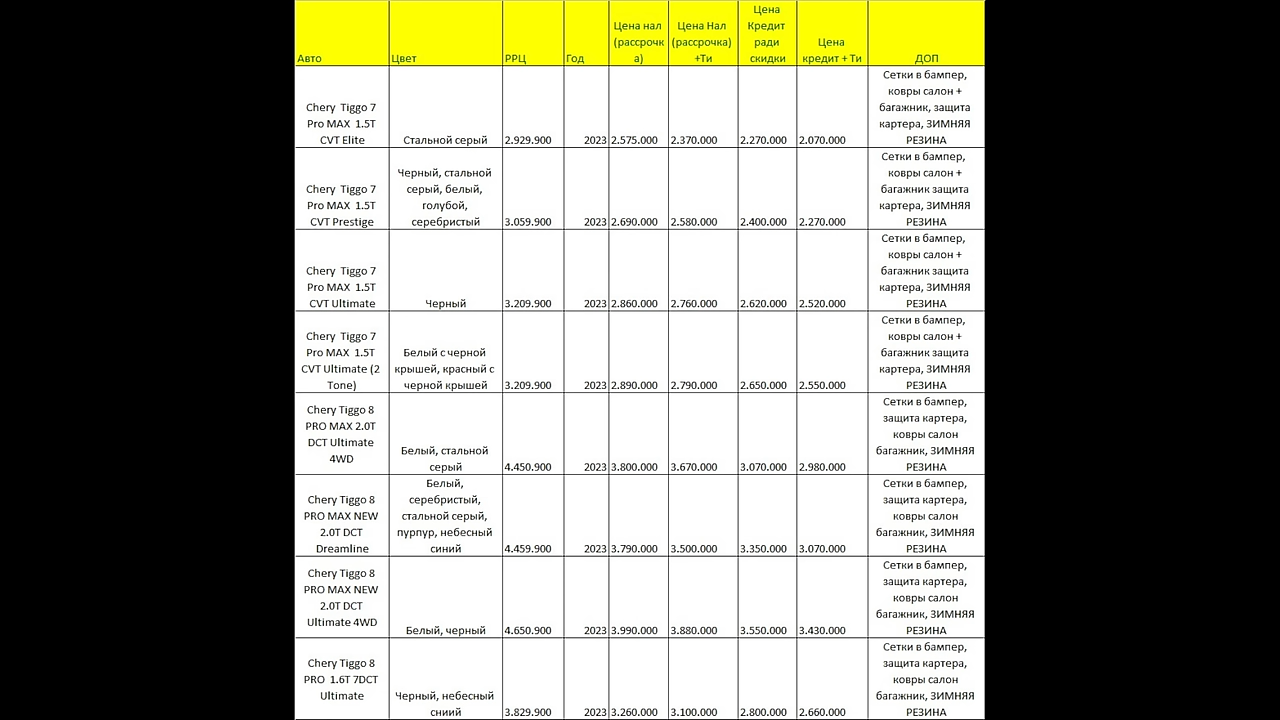 Авто
Цвет
РРЦ
Год
Цена нал
(рассрочк
а)
Цена Нал
(рассрочка)
+Ти
Цена
Кредит
ради
скидки
Цена
кредит + Ти
ДОП
Chery Tiggo 7
Pro MAX 1.5T
CVT Elite
Стальной серый
2.929.900
2023
2.575.000
2.370.000
2.270.000
2.070.000
Сетки в бампер,
ковры салон +
багажник, защита
картера, ЗИМНЯЯ
РЕЗИНА
Chery Tiggo 7
Pro MAX 1.5T
CVT Prestige
Черный, стальной
серый, белый,
голубой,
серебристый
3.059.900
2023
2.690.000
2.580.000
2.400.000
2.270.000
Сетки в бампер,
ковры салон +
багажник защита
картера, ЗИМНЯЯ
РЕЗИНА
Chery Tiggo 7
Pro MAX 1.5T
CVT Ultimate
Черный
3.209.900
2023
2.860.000
2.760.000
2.620.000
2.520.000
Сетки в бампер,
ковры салон +
багажник защита
картера, ЗИМНЯЯ
РЕЗИНА
Chery Tiggo 7
Pro MAX 1.5T
CVT Ultimate (2
Tone)
Белый с черной
крышей, красный с
черной крышей
3.209.900
2023
2.890.000
2.790.000
2.650.000
2.550.000
Сетки в бампер,
ковры салон +
багажник защита
картера, ЗИМНЯЯ
РЕЗИНА
Chery Tiggo 8
PRO MAX 2.0T
DCT Ultimate
4WD
Белый, стальной
серый
4.450.900
2023
3.800.000
3.670.000
3.070.000
2.980.000
Сетки в бампер,
защита картера,
ковры салон
багажник, ЗИМНЯЯ
РЕЗИНА
Chery Tiggo 8
PRO MAX NEW
2.0T DCT
Dreamline
Белый,
серебристый,
стальной серый,
пурпур, небесный
синий
4.459.900
2023
3.790.000
3.500.000
3.350.000
3.070.000
Сетки в бампер,
защита картера,
ковры салон
багажник, ЗИМНЯЯ
РЕЗИНА
Chery Tiggo 8
PRO MAX NEW
2.0T DCT
Ultimate 4WD
Белый, черный
4.650.900
2023
3.990.000
3.880.000
3.550.000
3.430.000
Сетки в бампер,
защита картера,
ковры салон
багажник, ЗИМНЯЯ
РЕЗИНА
Chery Tiggo 8
PRO 1.6T 7DCT
Ultimate
Черный, небесный
сниий
3.829.900
2023
3.260.000
3.100.000
2.800.000
2.660.000
Сетки в бампер,
защита картера,
ковры салон
багажник, ЗИМНЯЯ
РЕЗИНА